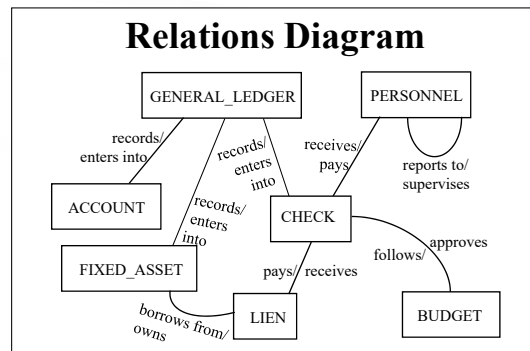 Relations Diagram
GENERAL_LEDGER
PERSONNEL
records/
enters into
records/
enters
into
receives/
pays
reports to/
supervises
ACCOUNT
records/
enters
into
CHECK
FIXED_ASSET
pays/ receives
follows/ approves
borrows from/
owns
LIEN
BUDGET